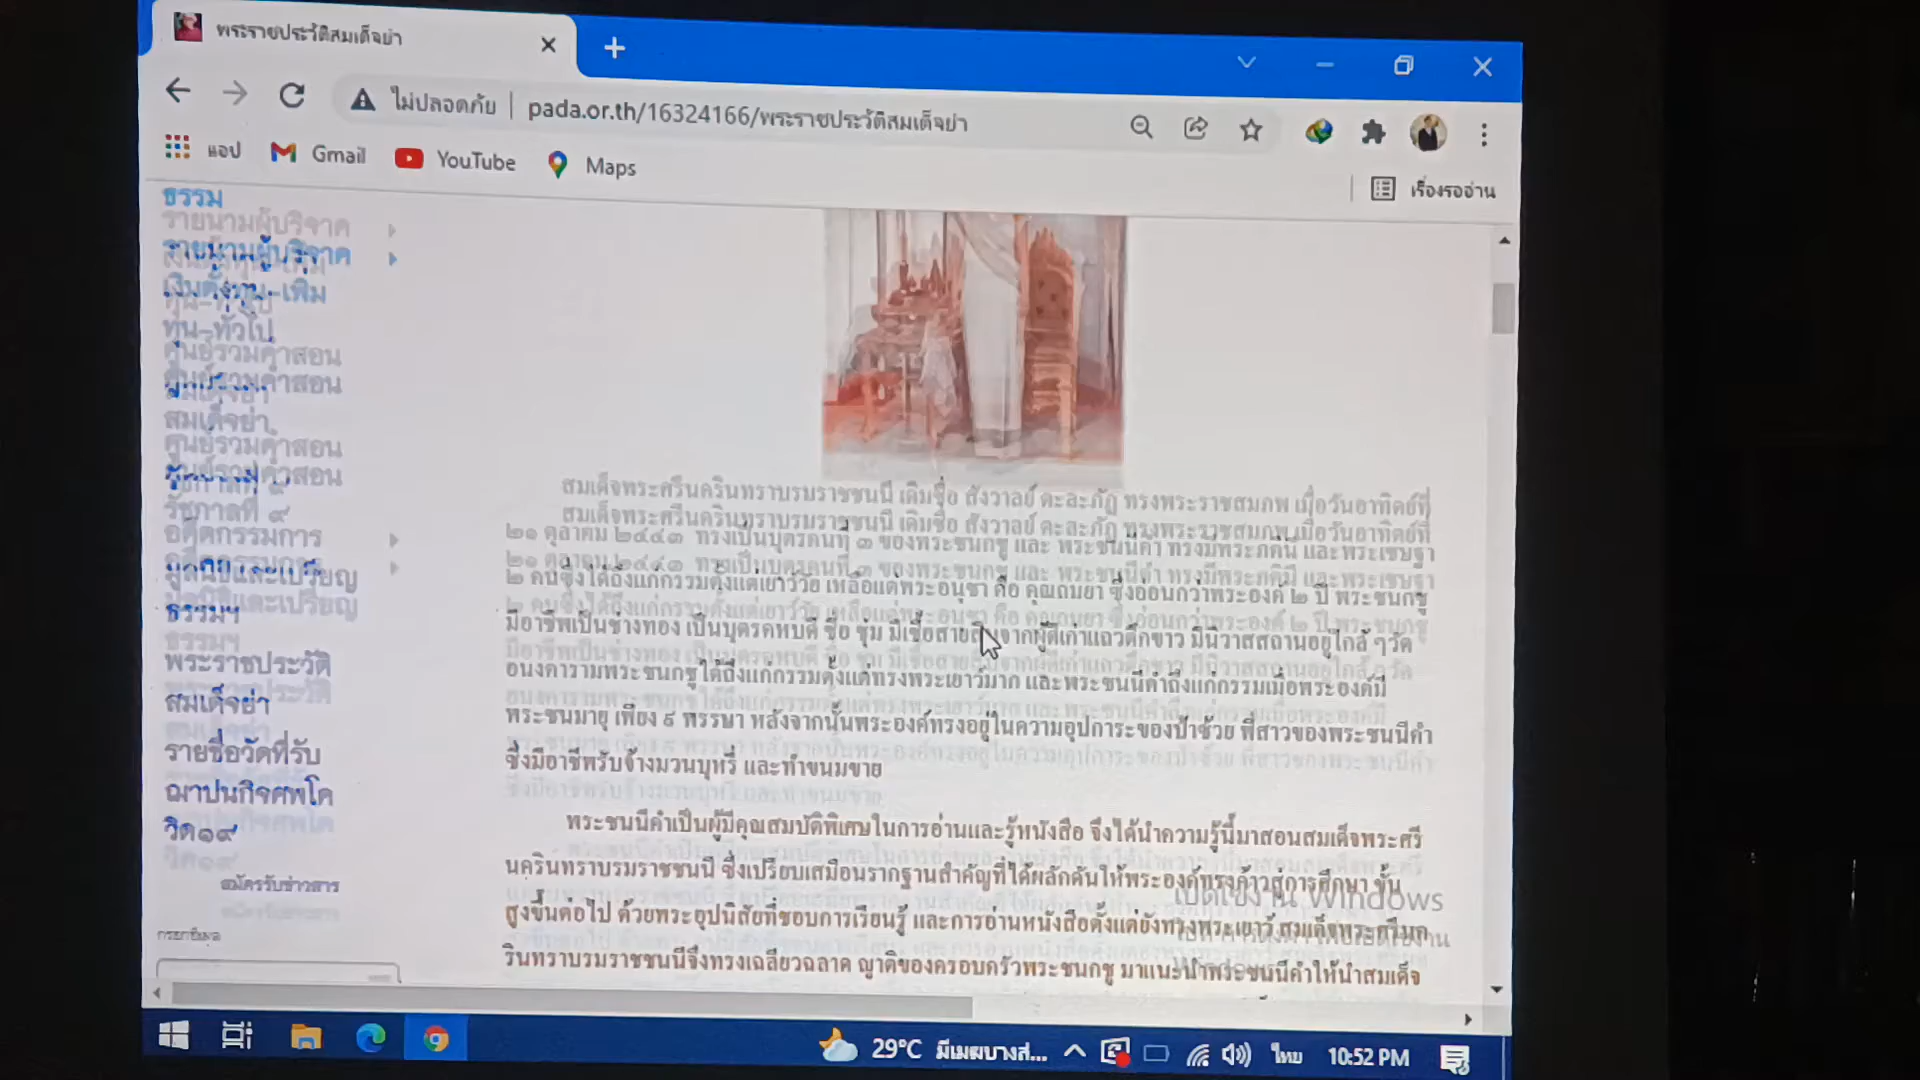 พระราชประวัติสมเด็จย่า
ไม่ปลอดภัย
pada.or.th/16324166/พระราชประวัติสมเด็จย่า
แอป
Gmail
YouTube
Maps
เรื่องรออ่าน
ธรรม
รายนามผู้บริจาค
เงินตั้งทุน-เพิ่ม
ทุน-ทั่วไป
ศูนย์รวมคำสอน
สมเด็จย่า
ศูนย์รวมคำสอน
รัชกาลที่ ๙
อดีตกรรมการ
มูลนิธิและเปรียญ
ธรรมฯ
พระราชประวัติ
สมเด็จย่า
รายชื่อวัดที่รับ
ฌาปนกิจศพโค
วิด๑๙
สมัครรับข่าวสาร
กรอกอีเมล
สมเด็จพระศรีนครินทราบรมราชชนนี เดิมชื่อ สังวาลย์ ตะละภัฏ ทรงพระราชสมภพ เมื่อวันอาทิตย์ที่
๒๑ ตุลาคม ๒๔๔๓ ทรงเป็นบุตรคนที่ ๓ ของพระชนกชู และ พระชนนีคำ ทรงมีพระภคินี และพระเชษฐา
๒ คนซึ่งได้ถึงแก่กรรมตั้งแต่เยาว์วัย เหลือแต่พระอนุชา คือ คุณถมยา ซึ่งอ่อนกว่าพระองค์ ๒ ปี พระชนกชู
มีอาชีพเป็นช่างทอง เป็นบุตรคหบดี ชื่อ ชุ่ม มีเชื้อสายสืบจากผู้ดีเก่าแถวตึกขาว มีนิวาสสถานอยู่ใกล้ ๆวัด
อนงคารามพระชนกชูได้ถึงแก่กรรมตั้งแต่ทรงพระเยาว์มาก และพระชนนีคำถึงแก่กรรมเมื่อพระองค์มี
พระชนมายุ เพียง ๙ พรรษา หลังจากนั้นพระองค์ทรงอยู่ในความอุปการะของป้าซ้วย พี่สาวของพระชนนีคำ
ซึ่งมีอาชีพรับจ้างมวนบุหรี่ และทำขนมขาย
พระชนนีคำเป็นผู้มีคุณสมบัติพิเศษในการอ่านและรู้หนังสือ จึงได้นำความรู้นี้มาสอนสมเด็จพระศรี
นครินทราบรมราชชนนี ซึ่งเปรียบเสมือนรากฐานสำคัญที่ได้ผลักดันให้พระองค์ทรงก้าวสู่การศึกษา ขั้น
สูงขึ้นต่อไป ด้วยพระอุปนิสัยที่ชอบการเรียนรู้ และการอ่านหนังสือตั้งแต่ยังทรงพระเยาว์ สมเด็จพระศรีนค
รินทราบรมราชชนนีจึงทรงเฉลียวฉลาด ญาติของครอบครัวพระชนกชู มาแนะนำพระชนนีคำให้นำสมเด็จ
เปิดใช้งาน Windows
29°C
มีเมฆบางส่...
ไทย
10:52 PM